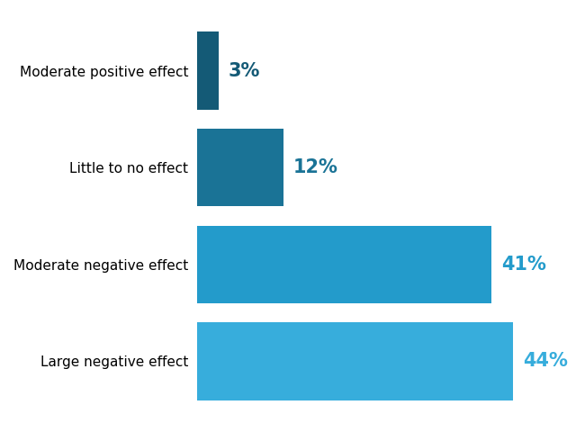 Moderate positive effect 3%
Little to no effect 12%
Moderate negative effect 41%
Large negative effect 44%